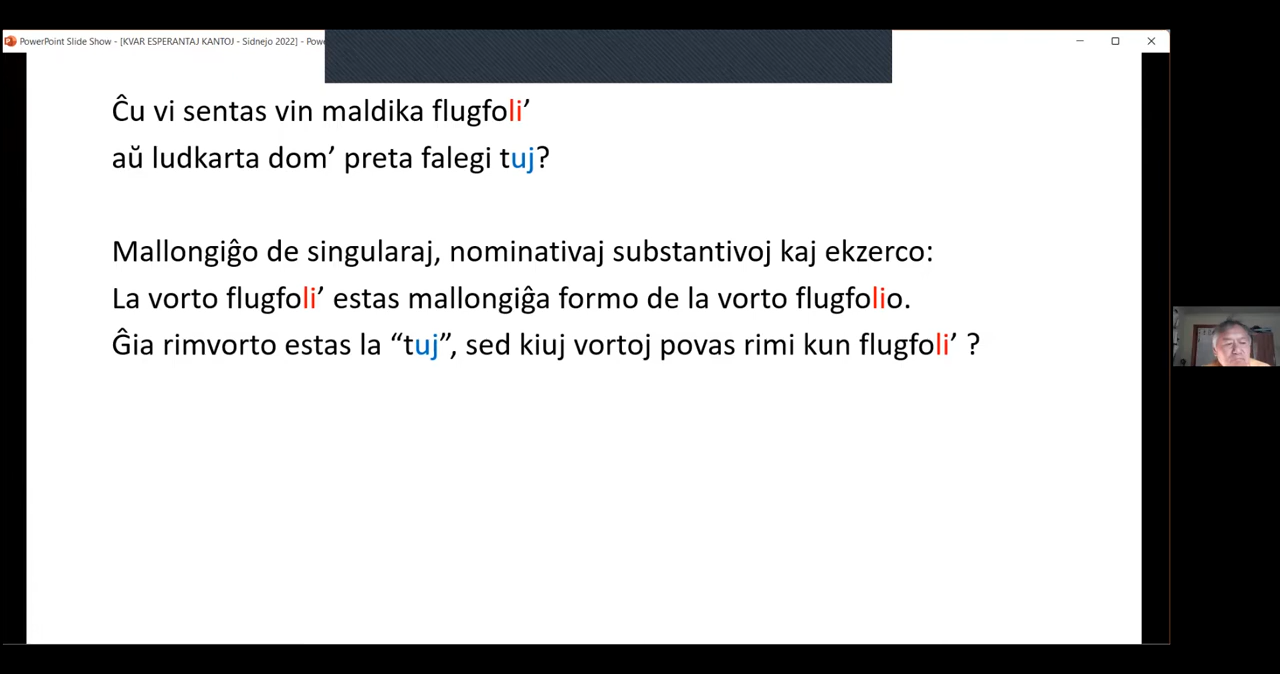 PowerPoint Slide Show - [KVAR ESPERANTAJ KANTOJ - Sidnejo 2022] - Powe
Ĉu vi sentas vin maldika flugfoli’
aŭ ludkarta dom’ preta falegi tuj?
Mallongiĝo de singularaj, nominativaj substantivoj kaj ekzerco:
La vorto flugfoli’ estas mallongiĝa formo de la vorto flugfolio.
Ĝia rimvorto estas la “tuj”, sed kiuj vortoj povas rimi kun flugfoli’ ?